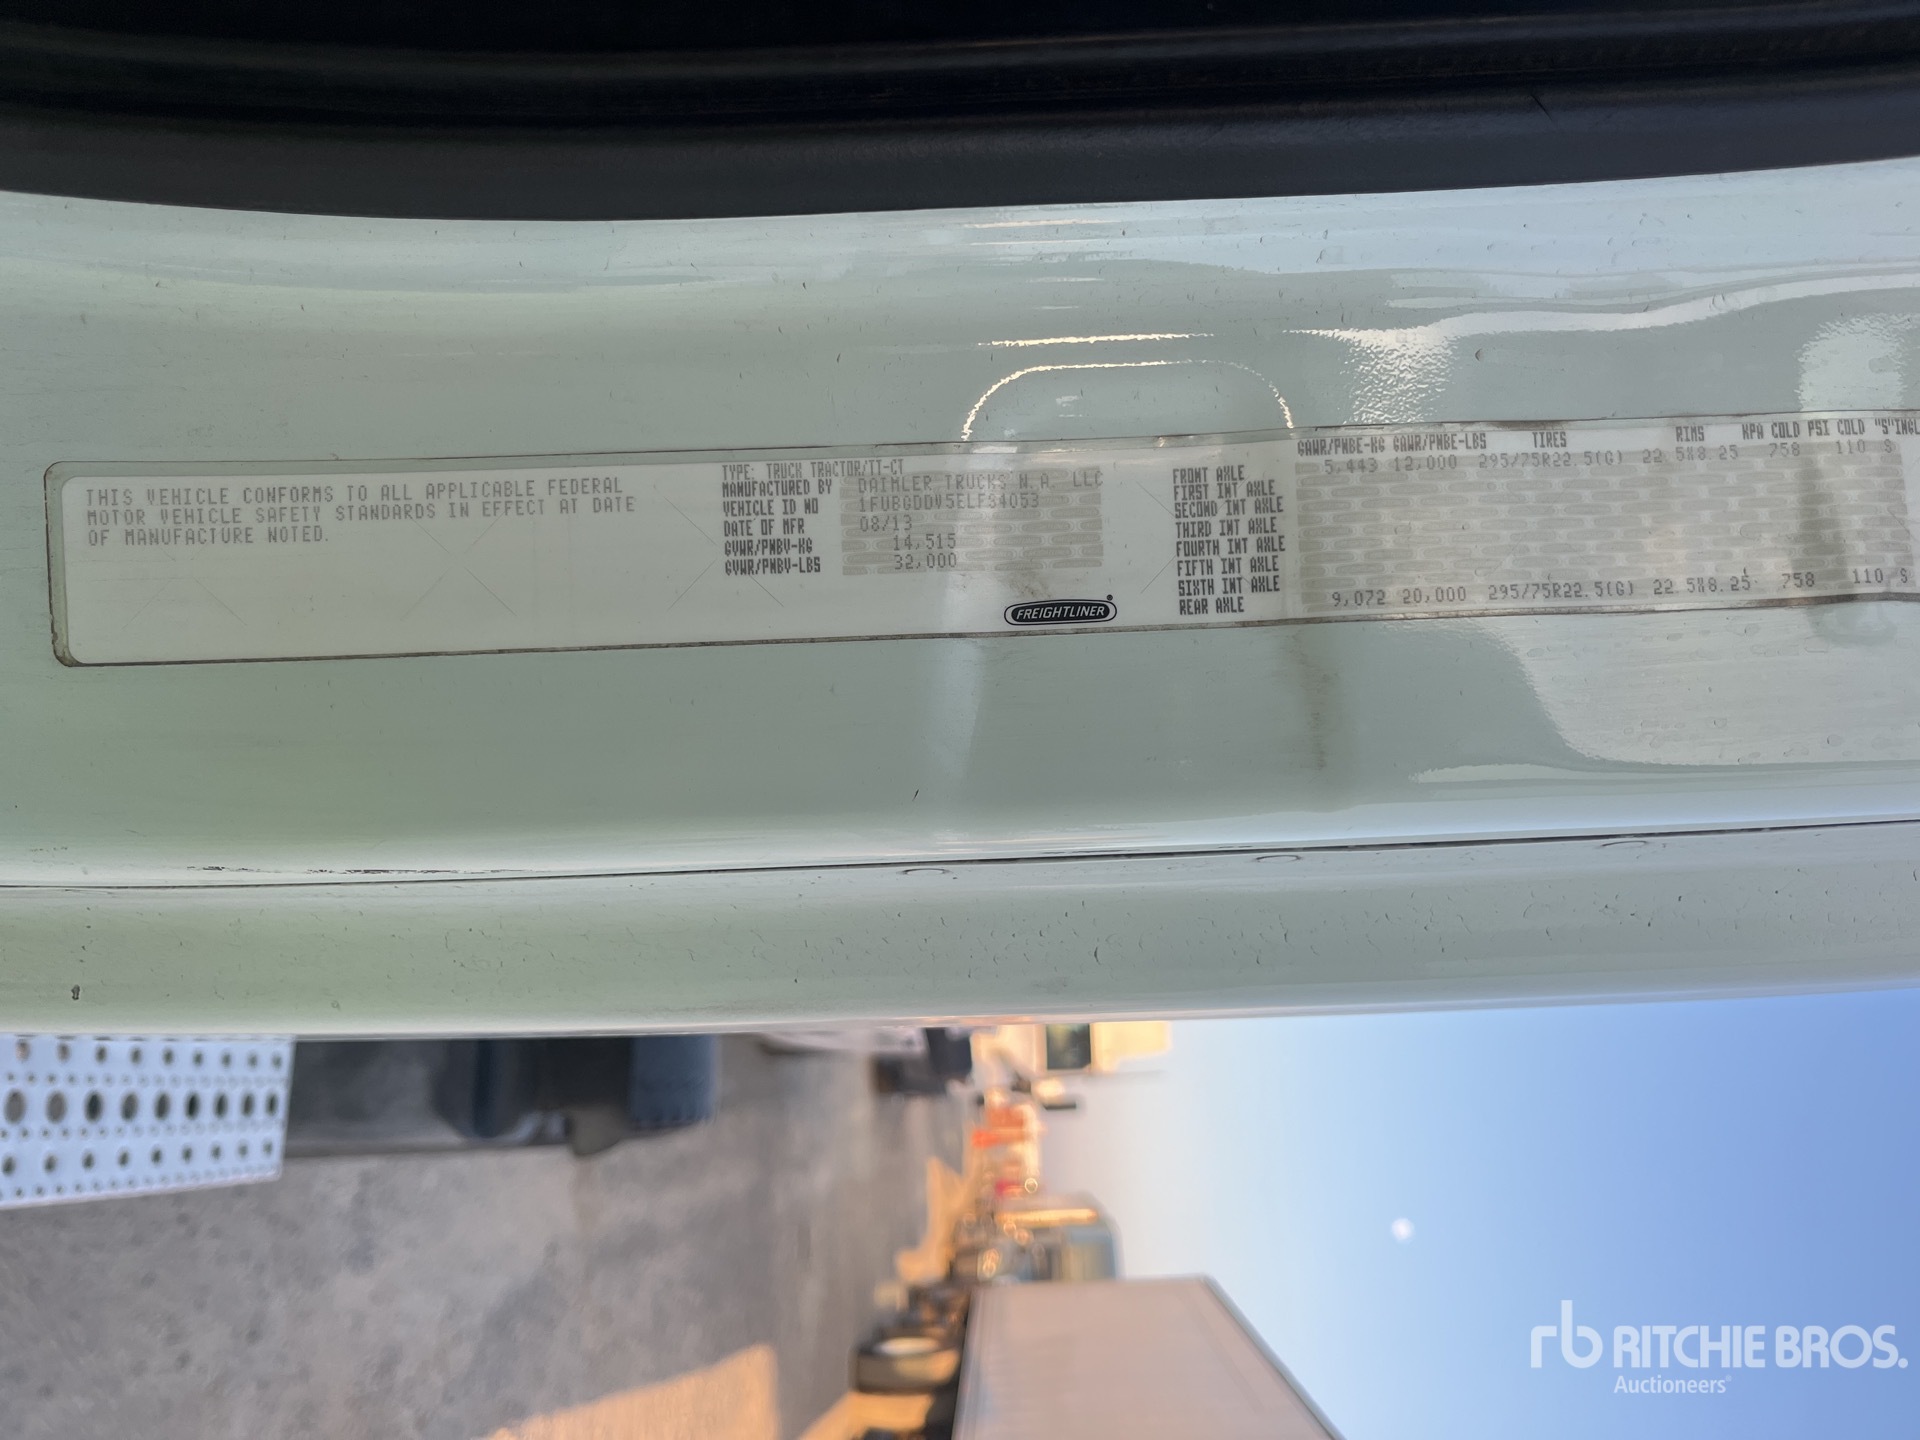 THIS VEHICLE CONFORMS TO ALL APPLICABLE FEDERAL
MOTOR VEHICLE SAFETY STANDARDS IN EFFECT AT DATE
OF MANUFACTURE NOTED.
TYPE: TRUCK TRACTOR/TT-CT
MANUFACTURED BY DAIMLER TRUCKS N.A. LLC
VEHICLE ID NO 1FUBGDDV5ELFS4053
DATE OF MFR 08/13
GVWR/PNBV-KG 14,515
GVWR/PNBV-LBS 32,000
FREIGHTLINER
GAWR/PNBE-KG GAWR/PNBE-LBS TIRES RIMS KPA COLD PSI COLD "S"INGL
FRONT AXLE 5,443 12,000 295/75R22.5(G) 22.5X8.25 758 110 S
FIRST INT AXLE
SECOND INT AXLE
THIRD INT AXLE
FOURTH INT AXLE
FIFTH INT AXLE
SIXTH INT AXLE
REAR AXLE 9,072 20,000 295/75R22.5(G) 22.5X8.25 758 110 S
rb RITCHIE BROS.
Auctioneers